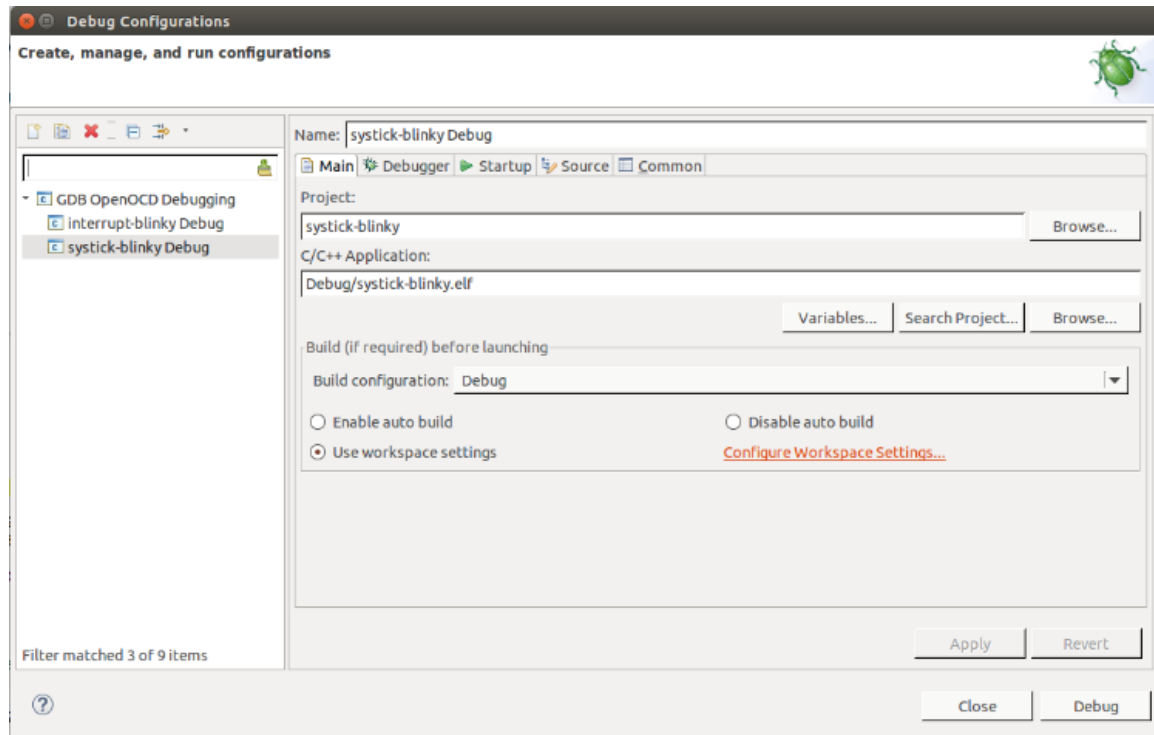 Debug Configurations
Create, manage, and run configurations
Name: systick-blinky Debug
Main Debugger Startup Source Common
GDB OpenOCD Debugging
interrupt-blinky Debug
systick-blinky Debug
Project:
systick-blinky Browse...
C/C++ Application:
Debug/systick-blinky.elf
Variables... Search Project... Browse...
Build (if required) before launching
Build configuration: Debug
Enable auto build Disable auto build
Use workspace settings Configure Workspace Settings...
Apply Revert
Filter matched 3 of 9 items
Close Debug